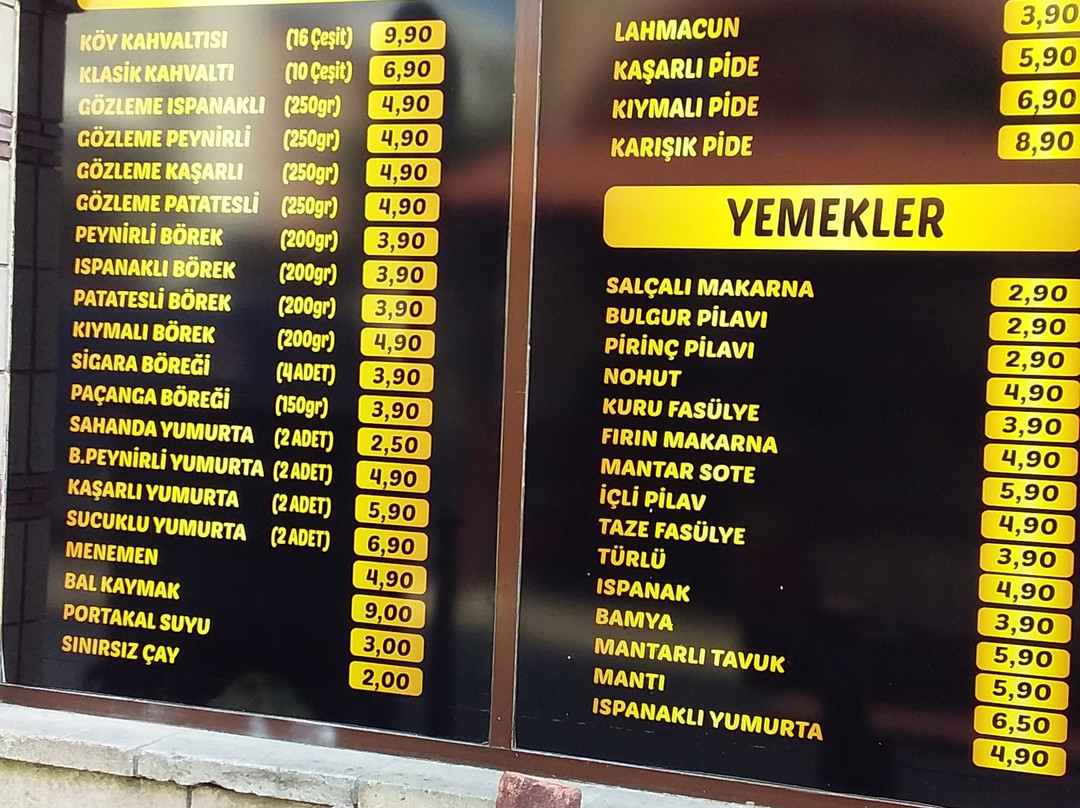 KÖY KAHVALTISI (16 Çeşit) 9,90
KLASİK KAHVALTI (10 Çeşit) 6,90
GÖZLEME ISPANAKLI (250gr) 4,90
GÖZLEME PEYNİRLİ (250gr) 4,90
GÖZLEME KAŞARLI (250gr) 4,90
GÖZLEME PATATESLİ (250gr) 4,90
PEYNİRLİ BÖREK (200gr) 3,90
ISPANAKLI BÖREK (200gr) 3,90
PATATESLİ BÖREK (200gr) 3,90
KIYMALI BÖREK (200gr) 4,90
SİGARA BÖREĞİ (4 ADET) 3,90
PAÇANGA BÖREĞİ (150gr) 3,90
SAHANDA YUMURTA (2 ADET) 2,50
B.PEYNİRLİ YUMURTA (2 ADET) 4,90
KAŞARLI YUMURTA (2 ADET) 5,90
SUCUKLU YUMURTA (2 ADET) 6,90
MENEMEN 4,90
BAL KAYMAK 9,00
PORTAKAL SUYU 3,00
SINIRSIZ ÇAY 2,00
LAHMACUN 3,90
KAŞARLI PİDE 5,90
KIYMALI PİDE 6,90
KARIŞIK PİDE 8,90
YEMEKLER
SALÇALI MAKARNA 2,90
BULGUR PİLAVI 2,90
PİRİNÇ PİLAVI 2,90
NOHUT 4,90
KURU FASÜLYE 3,90
FIRIN MAKARNA 4,90
MANTAR SOTE 5,90
İÇLİ PİLAV 4,90
TAZE FASÜLYE 3,90
TÜRLÜ 4,90
ISPANAK 3,90
BAMYA 5,90
MANTARLI TAVUK 5,90
MANTI 6,50
ISPANAKLI YUMURTA 4,90